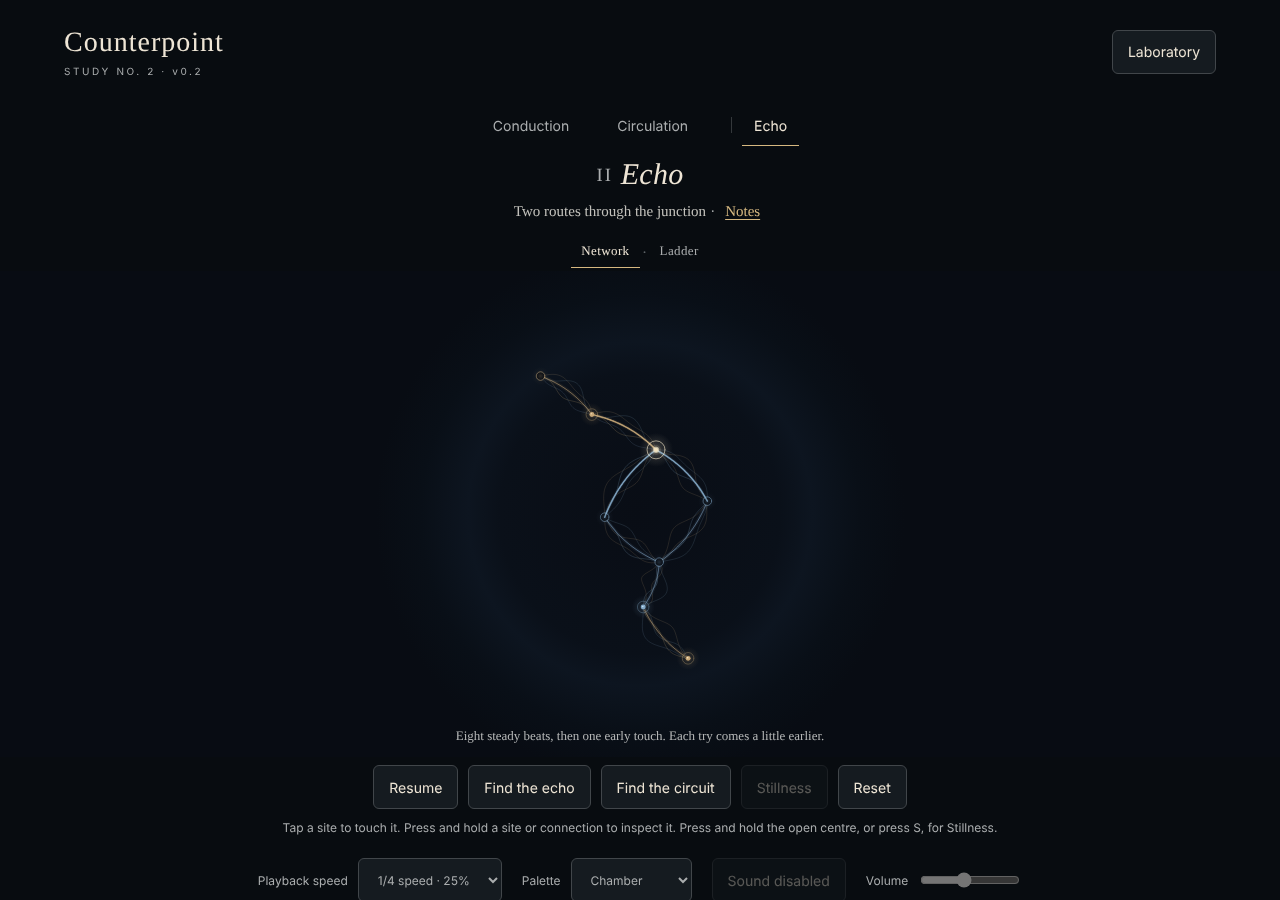 Counterpoint
STUDY NO. 2 · v0.2
Laboratory
Conduction Circulation Echo
II Echo
Two routes through the junction · Notes
Network · Ladder
Eight steady beats, then one early touch. Each try comes a little earlier.
Resume Find the echo Find the circuit Stillness Reset
Tap a site to touch it. Press and hold a site or connection to inspect it. Press and hold the open centre, or press S, for Stillness.
Playback speed 1/4 speed · 25% Palette Chamber Sound disabled Volume